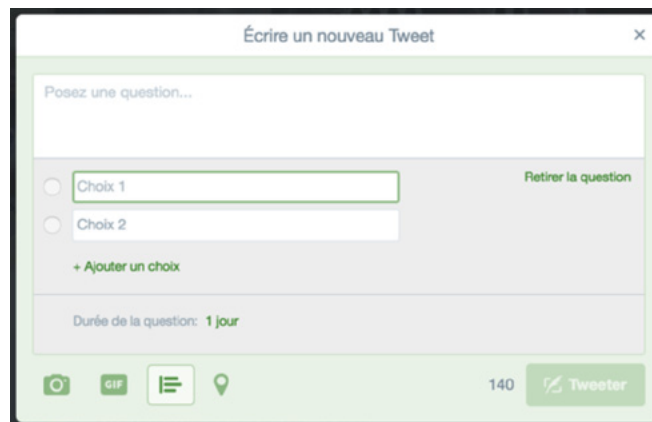 Écrire un nouveau Tweet
Posez une question...
Choix 1
Retirer la question
Choix 2
+ Ajouter un choix
Durée de la question: 1 jour
GIF
140 Tweeter